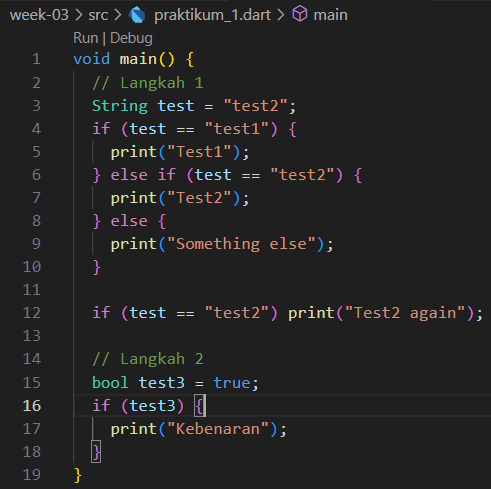 week-03 > src > praktikum_1.dart > main
Run | Debug
1 void main() {
2   // Langkah 1
3   String test = "test2";
4   if (test == "test1") {
5     print("Test1");
6   } else if (test == "test2") {
7     print("Test2");
8   } else {
9     print("Something else");
10   }
11
12   if (test == "test2") print("Test2 again");
13
14   // Langkah 2
15   bool test3 = true;
16   if (test3) {
17     print("Kebenaran");
18   }
19 }